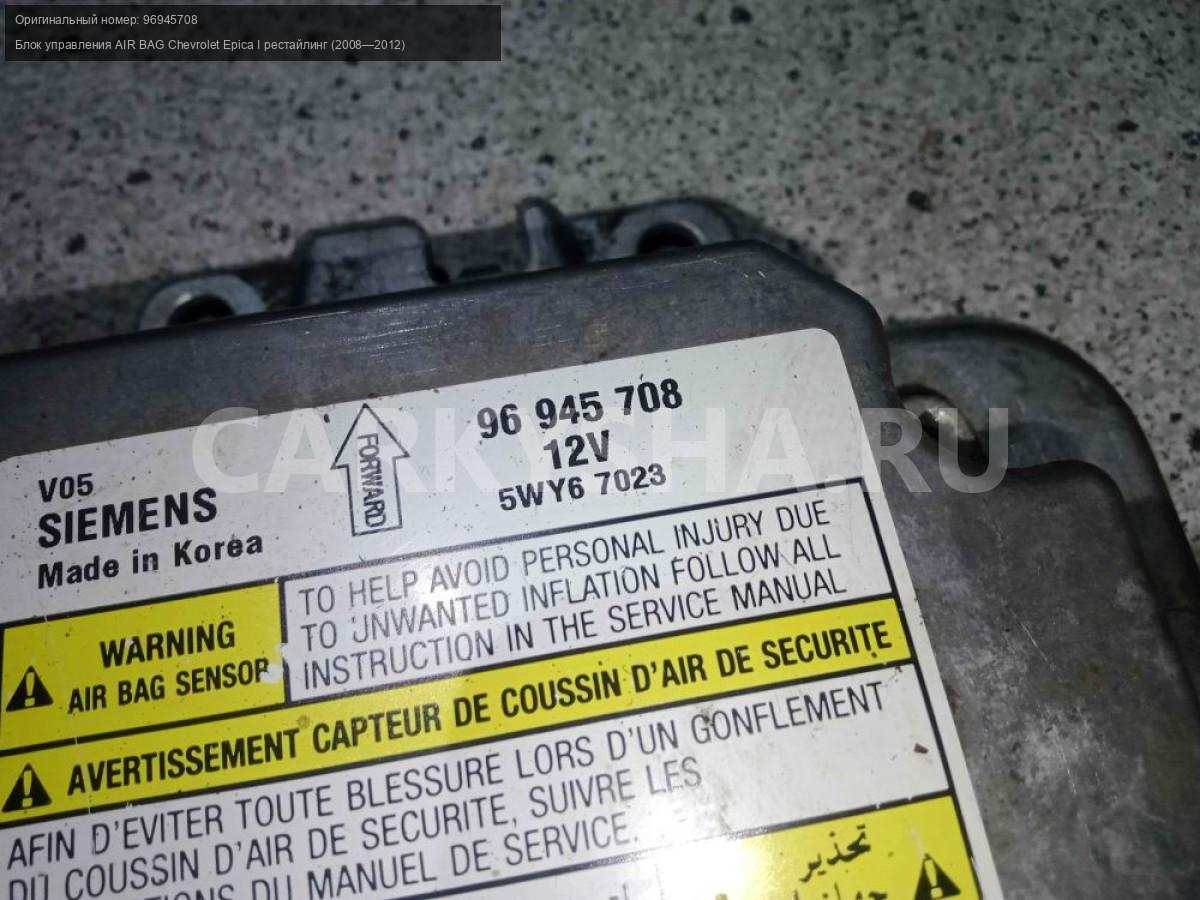 Оригинальный номер: 96945708
Блок управления AIR BAG Chevrolet Epica I рестайлинг (2008—2012)
CARKYSHA.RU
96 945 708
12V
5WY6 7023
FORWARD
V05
SIEMENS
Made in Korea
WARNING
AIR BAG SENSOR
TO HELP AVOID PERSONAL INJURY DUE
TO UNWANTED INFLATION FOLLOW ALL
INSTRUCTION IN THE SERVICE MANUAL
AVERTISSEMENT CAPTEUR DE COUSSIN D'AIR DE SECURITE
AFIN D'EVITER TOUTE BLESSURE LORS D'UN GONFLEMENT
DU COUSSIN D'AIR DE SECURITE, SUIVRE LES
DU MANUEL DE SERVICE.
تحذير